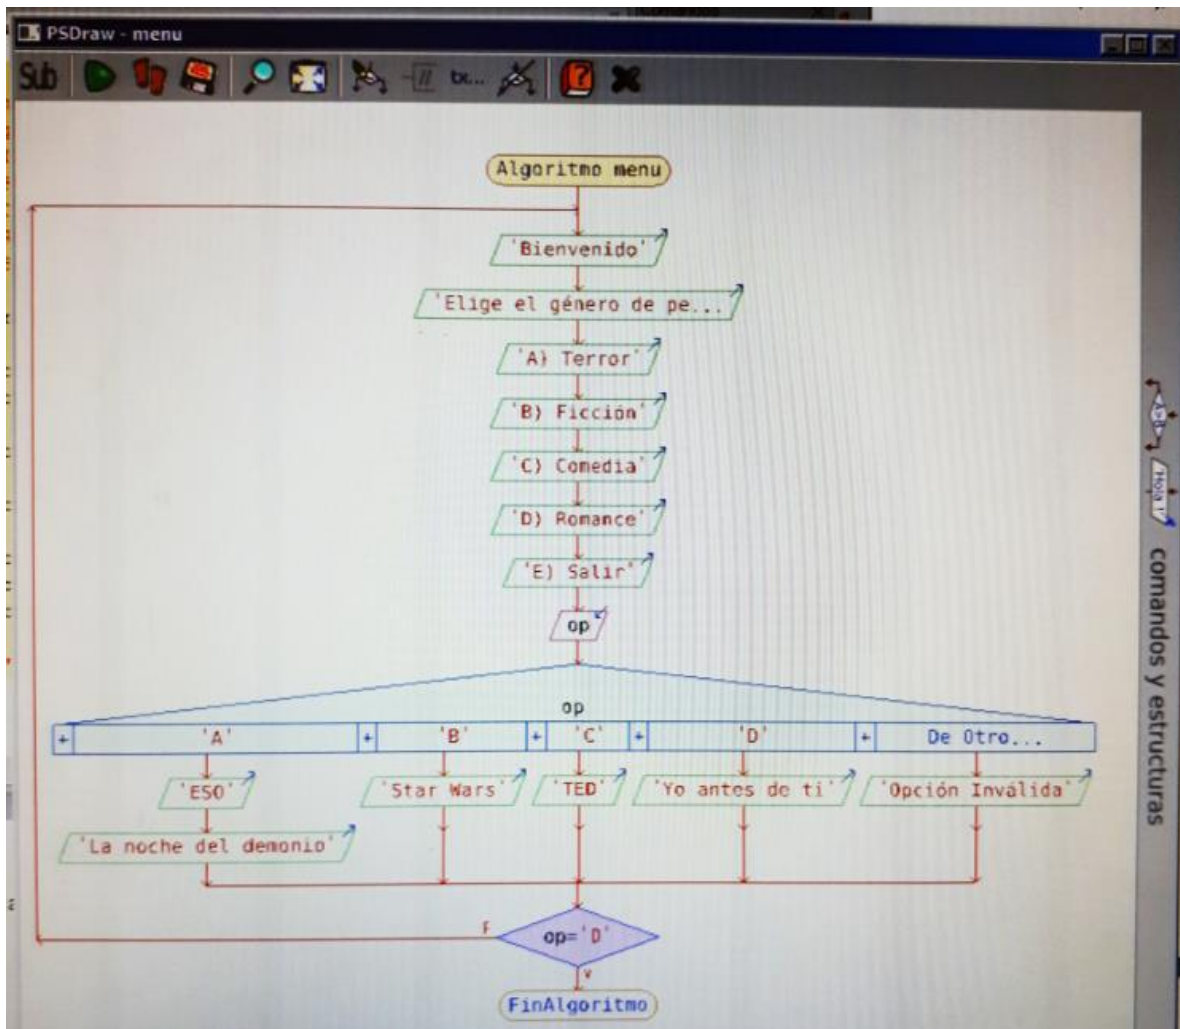 PSDraw - menu
Sub
tx...
Algoritmo menu
'Bienvenido'
'Elige el género de pe...
'A) Terror'
'B) Ficción'
'C) Comedia'
'D) Romance'
'E) Salir'
op
op
+ 'A' + 'B' + 'C' + 'D' + De Otro...
'ESO' 'Star Wars' 'TED' 'Yo antes de ti' 'Opción Inválida'
'La noche del demonio'
F op='D'
V
FinAlgoritmo
A>B
'Hola !'
comandos y estructuras